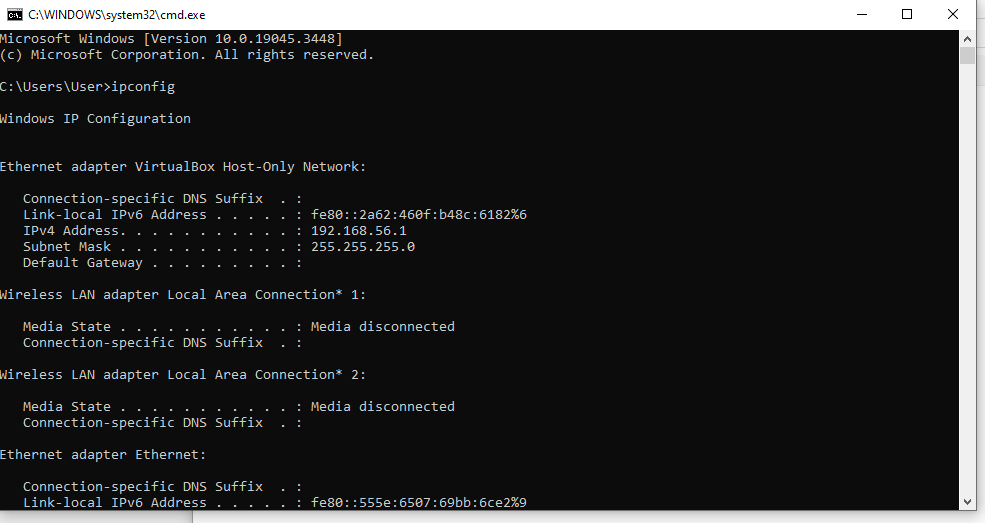 C:\WINDOWS\system32\cmd.exe
Microsoft Windows [Version 10.0.19045.3448]
(c) Microsoft Corporation. All rights reserved.
C:\Users\User>ipconfig
Windows IP Configuration
Ethernet adapter VirtualBox Host-Only Network:
Connection-specific DNS Suffix  . :
Link-local IPv6 Address . . . . . : fe80::2a62:460f:b48c:6182%6
IPv4 Address. . . . . . . . . . . : 192.168.56.1
Subnet Mask . . . . . . . . . . . : 255.255.255.0
Default Gateway . . . . . . . . . :
Wireless LAN adapter Local Area Connection* 1:
Media State . . . . . . . . . . . : Media disconnected
Connection-specific DNS Suffix  . :
Wireless LAN adapter Local Area Connection* 2:
Media State . . . . . . . . . . . : Media disconnected
Connection-specific DNS Suffix  . :
Ethernet adapter Ethernet:
Connection-specific DNS Suffix  . :
Link-local IPv6 Address . . . . . : fe80::555e:6507:69bb:6ce2%9